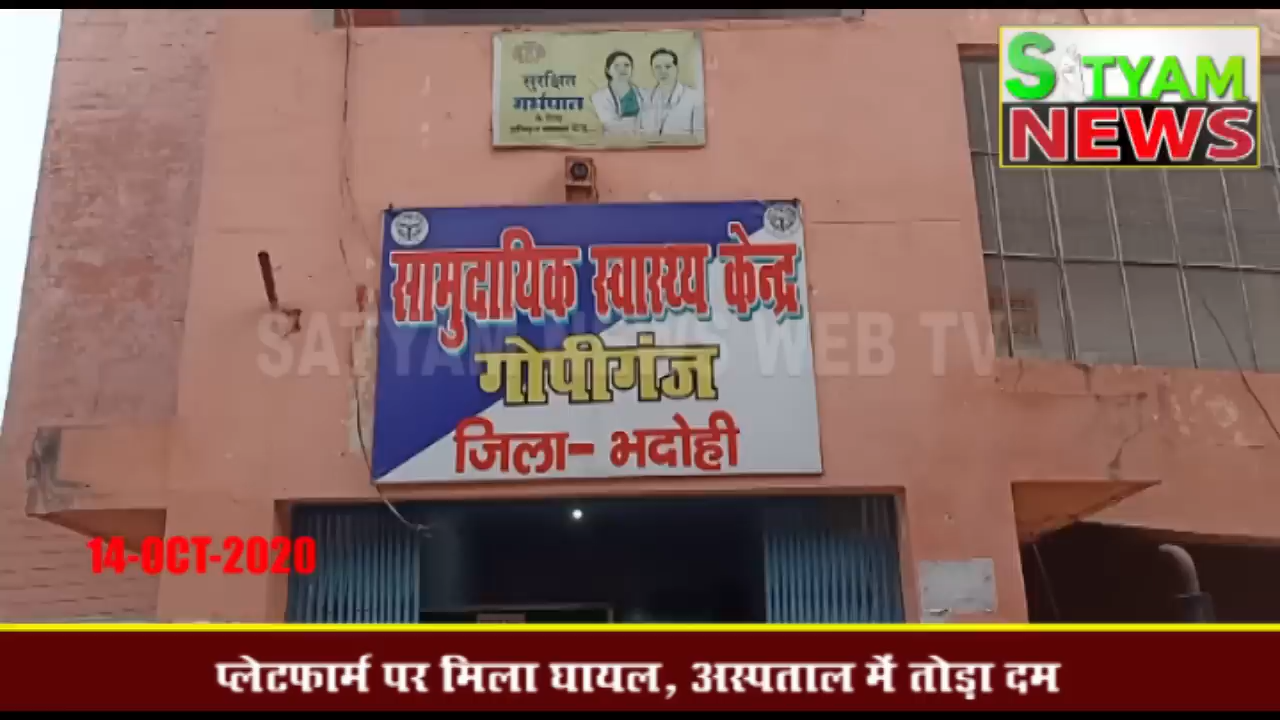 SATYAM
NEWS
सुरक्षित
गर्भपात
के लिए
सामुदायिक स्वास्थ्य केन्द्र
SATYAM NEWS WEB TV
गोपीगंज
जिला- भदोही
14-OCT-2020
प्लेटफार्म पर मिला घायल, अस्पताल में तोड़ा दम